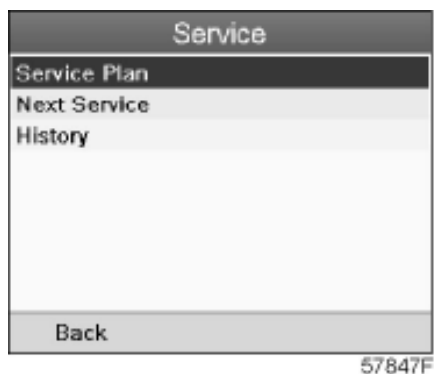 Service
Service Plan
Next Service
History
Back
57847F